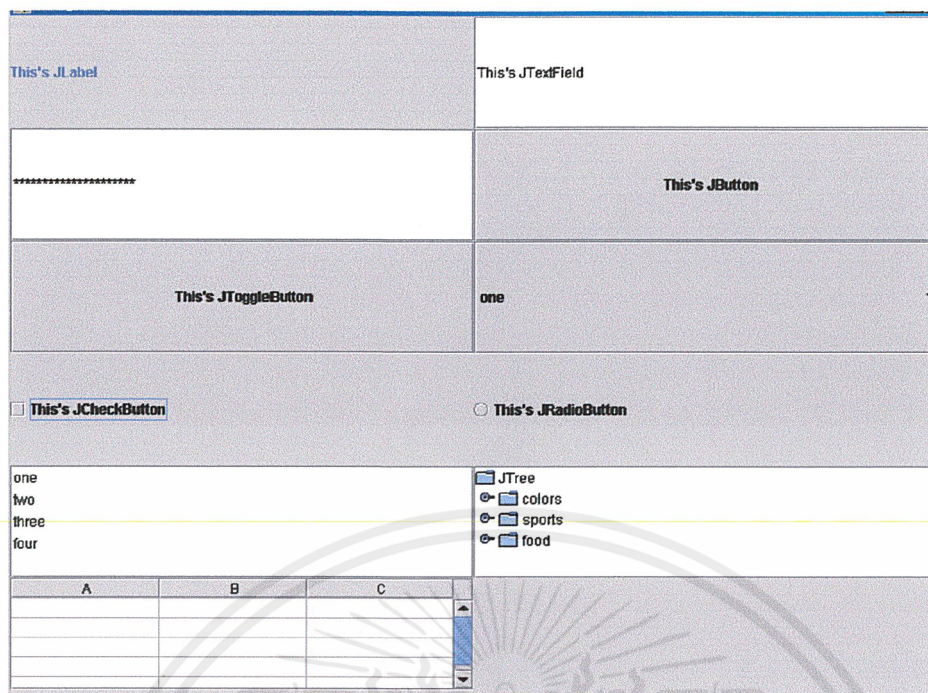 This's JLabel
This's JTextField
**********************
This's JButton
This's JToggleButton
one
This's JCheckButton
This's JRadioButton
one
two
three
four
JTree
colors
sports
food
A B C